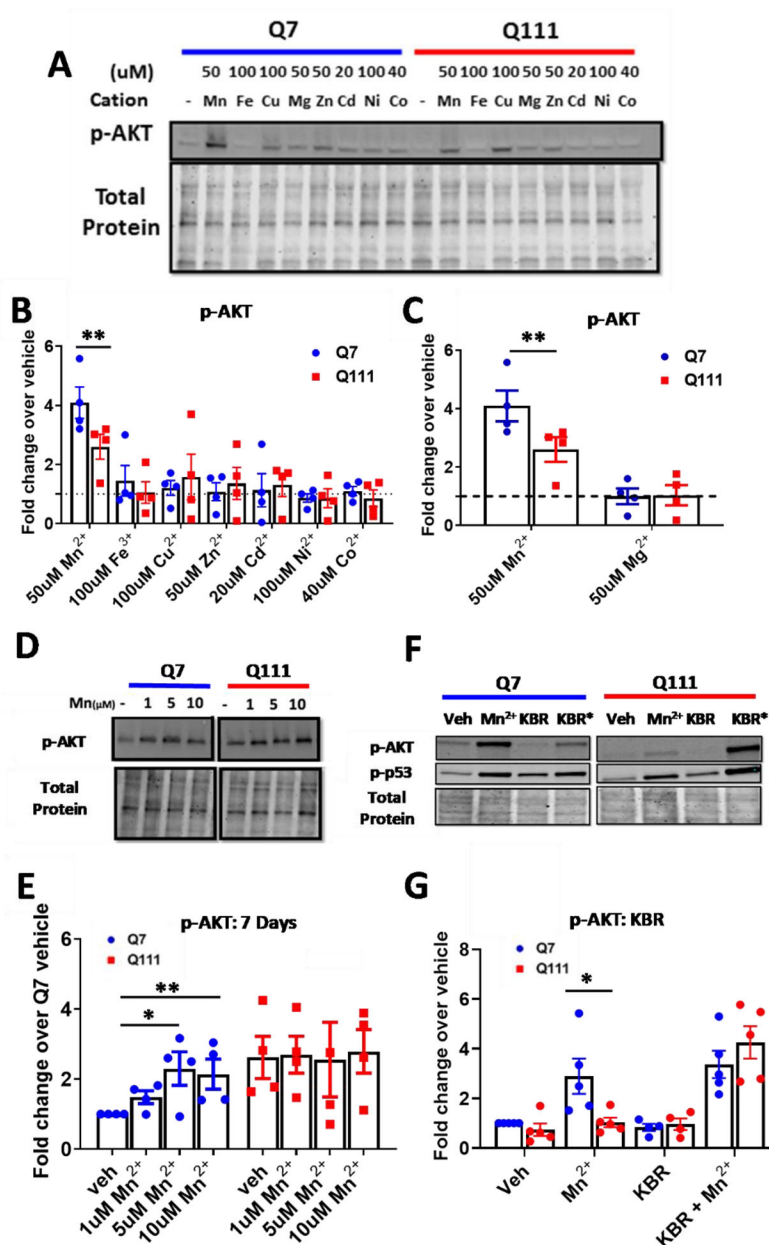 A
Q7 Q111
(uM) 50 100 100 50 50 20 100 40 50 100 100 50 50 20 100 40
Cation - Mn Fe Cu Mg Zn Cd Ni Co - Mn Fe Cu Mg Zn Cd Ni Co
p-AKT
Total
Protein
B
p-AKT
Fold change over vehicle
6
4
2
0
**
Q7
Q111
50uM Mn2+
100uM Fe3+
100uM Cu2+
50uM Zn2+
20uM Cd2+
100uM Ni2+
40uM Co2+
C
p-AKT
Fold change over vehicle
6
4
2
0
**
Q7
Q111
50uM Mn2+
50uM Mg2+
D
Q7 Q111
Mn(μM) - 1 5 10 - 1 5 10
p-AKT
Total
Protein
F
Q7 Q111
Veh Mn2+ KBR KBR* Veh Mn2+ KBR KBR*
p-AKT
p-p53
Total
Protein
E
p-AKT: 7 Days
Fold change over Q7 vehicle
6
4
2
0
Q7
Q111
**
*
veh
1uM Mn2+
5uM Mn2+
10uM Mn2+
veh
1uM Mn2+
5uM Mn2+
10uM Mn2+
G
p-AKT: KBR
Fold change over vehicle
8
6
4
2
0
Q7
Q111
*
Veh
Mn2+
KBR
KBR + Mn2+